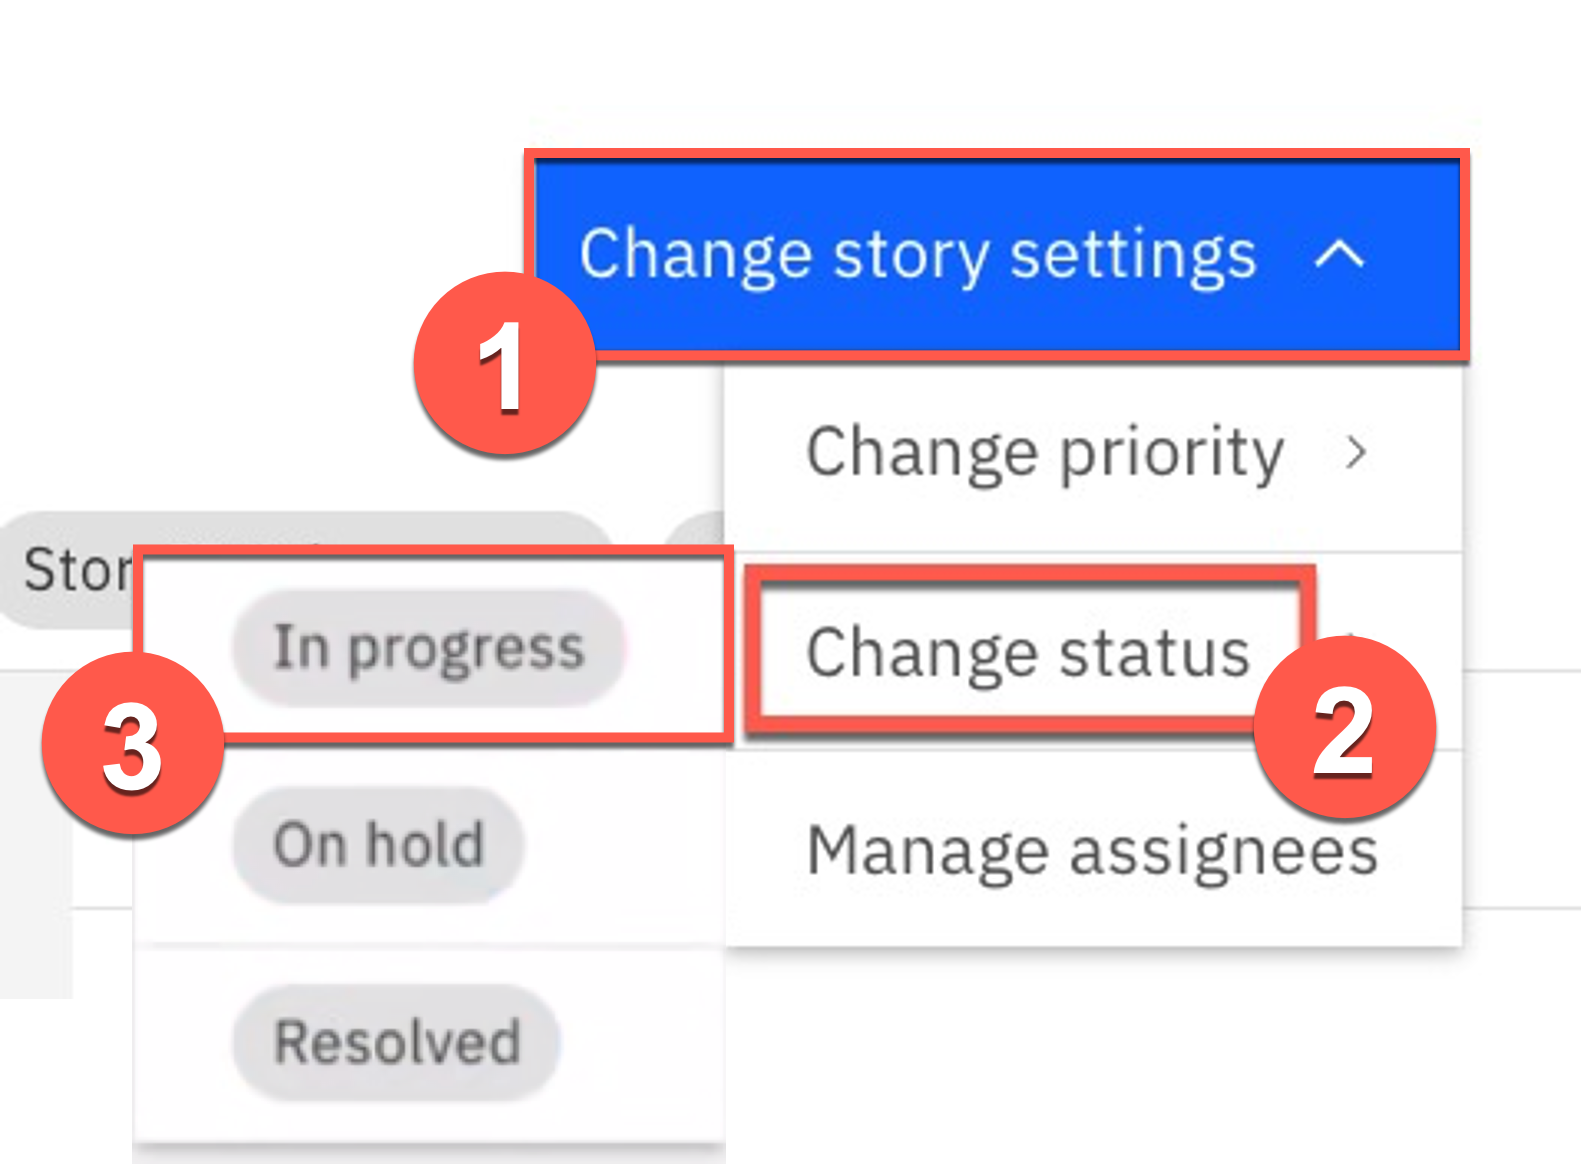 Change story settings
1
Change priority
Stor
In progress
Change status
3
2
On hold
Manage assignees
Resolved